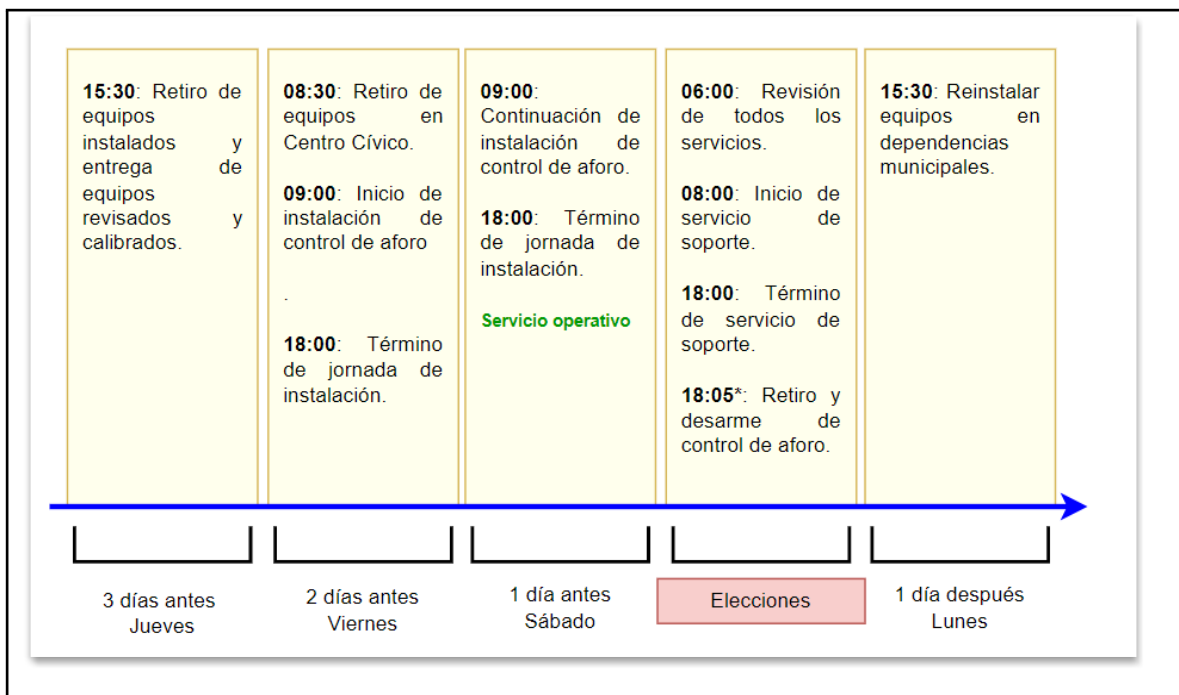 15:30: Retiro de
equipos
instalados y
entrega de
equipos
revisados y
calibrados.
08:30: Retiro de
equipos en
Centro Cívico.
09:00: Inicio de
instalación de
control de aforo
.
18:00: Término
de jornada de
instalación.
09:00:
Continuación de
instalación de
control de aforo.
18:00: Término
de jornada de
instalación.
Servicio operativo
06:00: Revisión
de todos los
servicios.
08:00: Inicio de
servicio de
soporte.
18:00: Término
de servicio de
soporte.
18:05*: Retiro y
desarme de
control de aforo.
15:30: Reinstalar
equipos en
dependencias
municipales.
3 días antes
Jueves
2 días antes
Viernes
1 día antes
Sábado
Elecciones
1 día después
Lunes